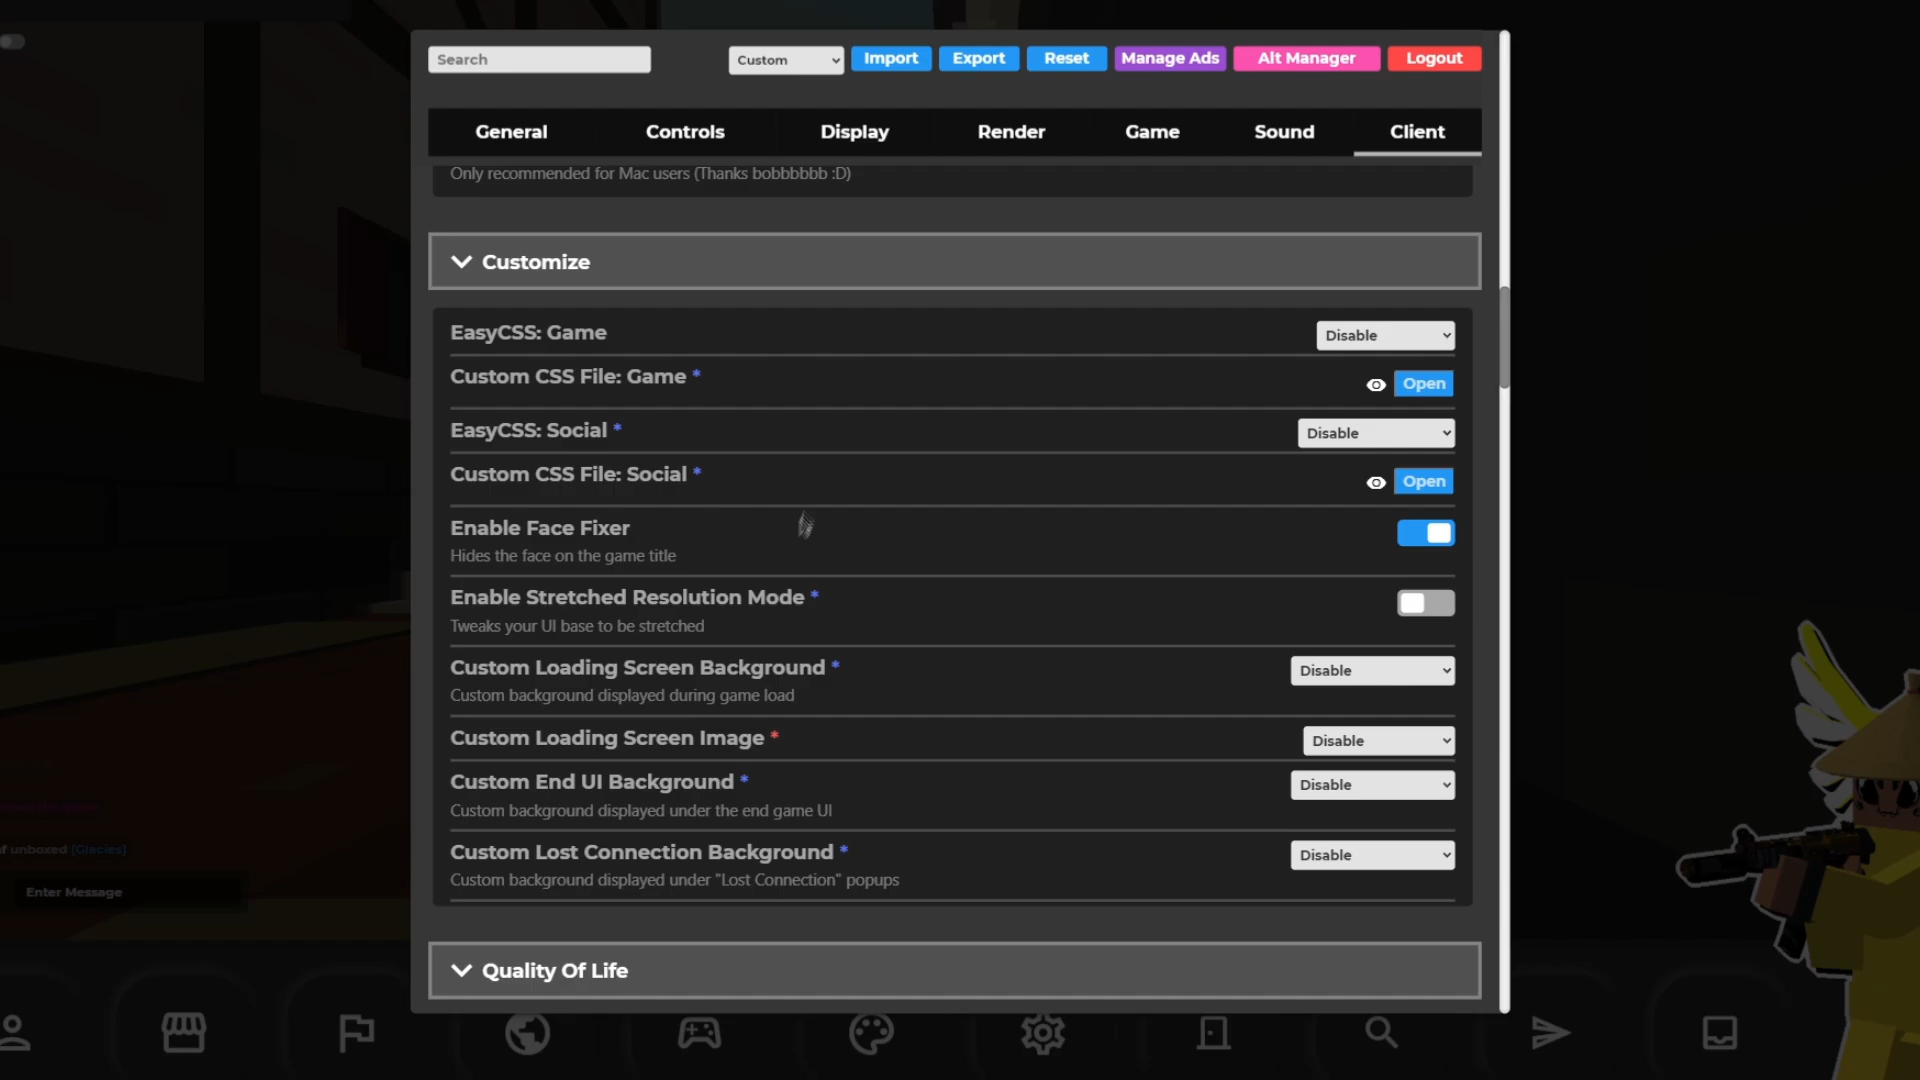 Search
Custom
Import
Export
Reset
Manage Ads
Alt Manager
Logout
General
Controls
Display
Render
Game
Sound
Client
Only recommended for Mac users (Thanks bobbbbbb :D)
Customize
EasyCSS: Game
Disable
Custom CSS File: Game *
Open
EasyCSS: Social *
Disable
Custom CSS File: Social *
Open
Enable Face Fixer
Hides the face on the game title
Enable Stretched Resolution Mode *
Tweaks your UI base to be stretched
Custom Loading Screen Background *
Disable
Custom background displayed during game load
Custom Loading Screen Image *
Disable
Custom End UI Background *
Disable
Custom background displayed under the end game UI
Custom Lost Connection Background *
Disable
Custom background displayed under "Lost Connection" popups
unboxed [Glacies]
Enter Message
Quality Of Life